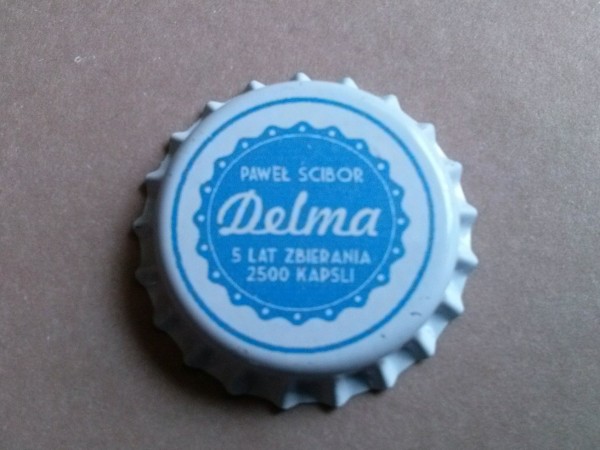 PAWEŁ ŚCIBOR
Delma
5 LAT ZBIERANIA
2500 KAPSLI